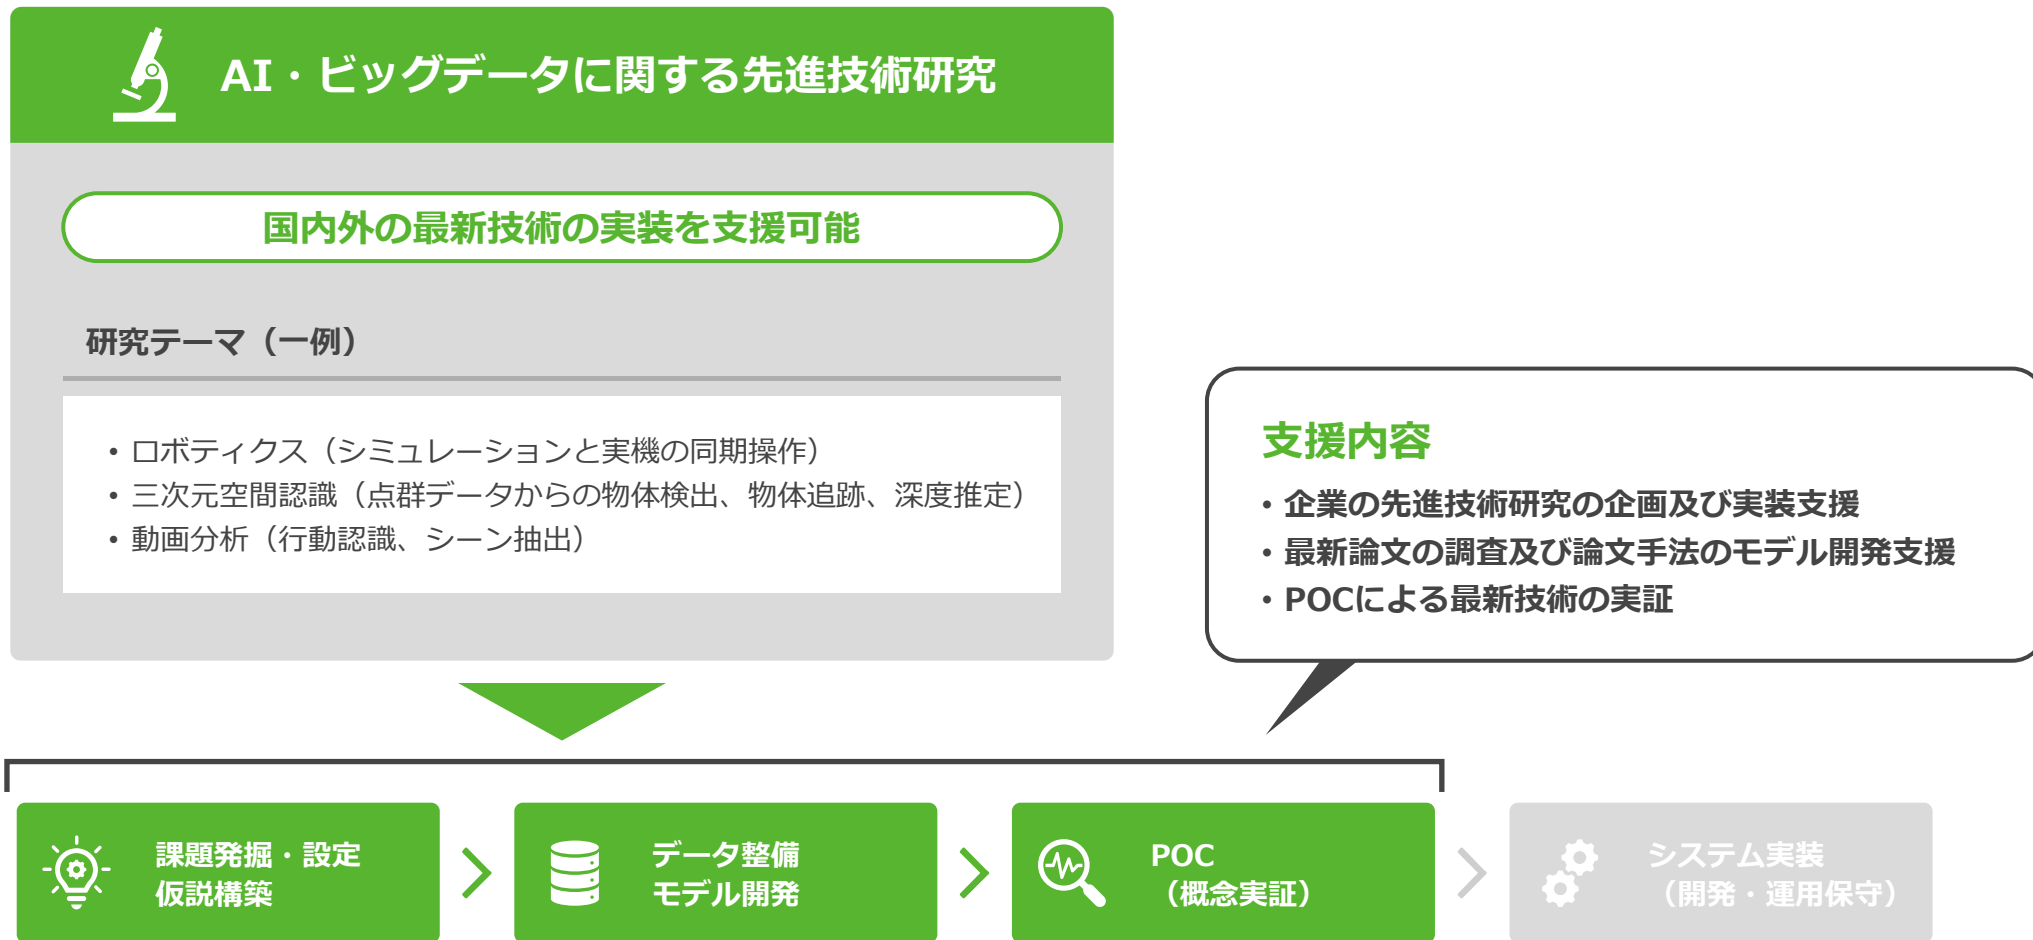 AI・ビッグデータに関する先進技術研究
国内外の最新技術の実装を支援可能
研究テーマ（一例）
• ロボティクス（シミュレーションと実機の同期操作）
• 三次元空間認識（点群データからの物体検出、物体追跡、深度推定）
• 動画分析（行動認識、シーン抽出）
支援内容
・企業の先進技術研究の企画及び実装支援
・最新論文の調査及び論文手法のモデル開発支援
・POCによる最新技術の実証
課題発掘・設定
仮説構築
データ整備
モデル開発
POC
（概念実証）
システム実装
（開発・運用保守）